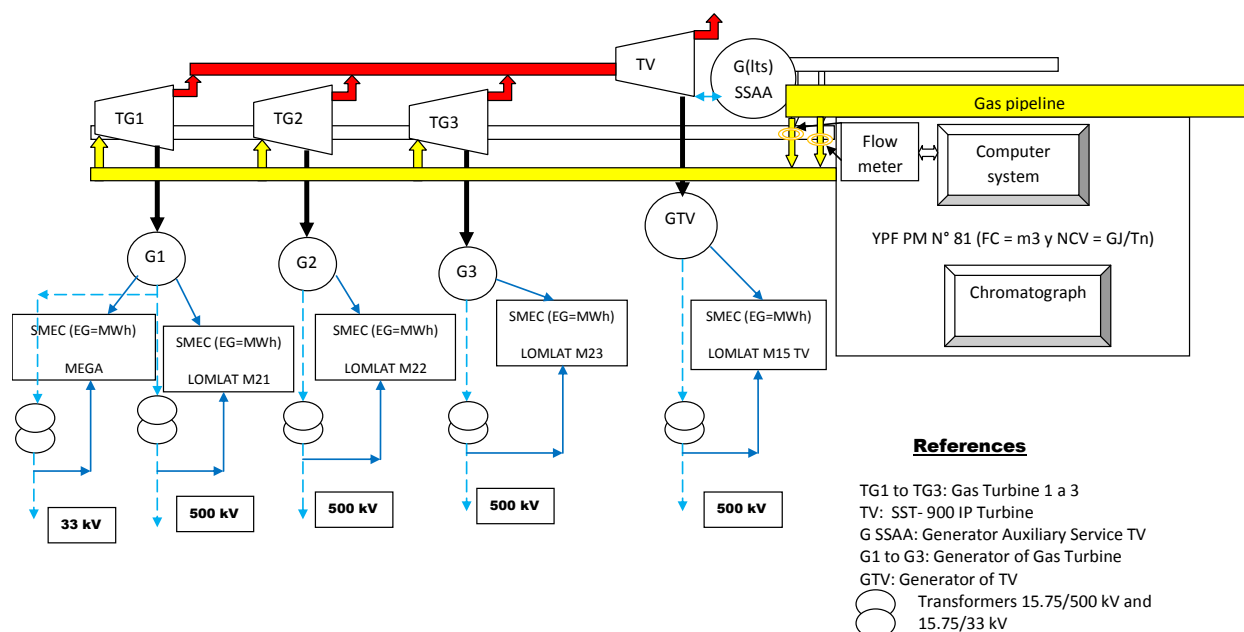 TV
G(lts)
SSAA
TG1
TG2
TG3
Gas pipeline
Flow
meter
Computer
system
GTV
YPF PM N° 81 (FC = m3 y NCV = GJ/Tn)
G1
G2
G3
Chromatograph
SMEC (EG=MWh)
MEGA
SMEC (EG=MWh)
LOMLAT M21
SMEC (EG=MWh)
LOMLAT M22
SMEC (EG=MWh)
LOMLAT M23
SMEC (EG=MWh)
LOMLAT M15 TV
33 kV
500 kV
500 kV
500 kV
500 kV
References
TG1 to TG3: Gas Turbine 1 a 3
TV: SST- 900 IP Turbine
G SSAA: Generator Auxiliary Service TV
G1 to G3: Generator of Gas Turbine
GTV: Generator of TV
Transformers 15.75/500 kV and
15.75/33 kV